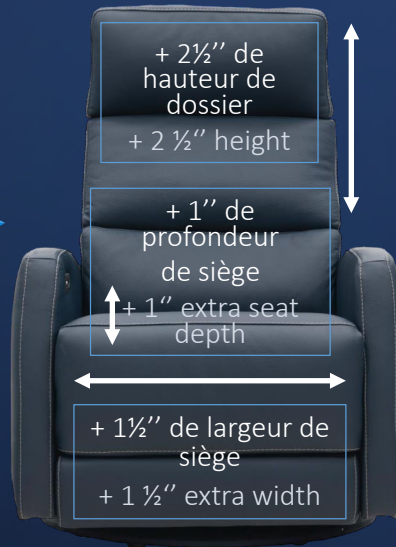 + 2½’’ de
hauteur de
dossier
+ 2 ½’’ height
+ 1’’ de
profondeur
de siège
+ 1’’ extra seat
depth
+ 1½’’ de largeur de
siège
+ 1 ½’’ extra width